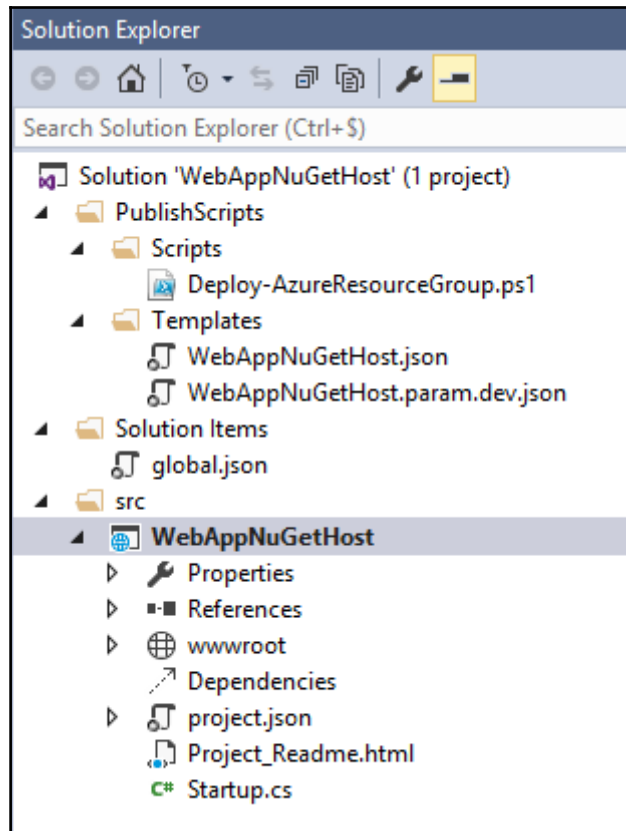 Solution Explorer
Search Solution Explorer (Ctrl+$)
Solution 'WebAppNuGetHost' (1 project)
PublishScripts
Scripts
Deploy-AzureResourceGroup.ps1
Templates
WebAppNuGetHost.json
WebAppNuGetHost.param.dev.json
Solution Items
global.json
src
WebAppNuGetHost
Properties
References
wwwroot
Dependencies
project.json
Project_Readme.html
C# Startup.cs